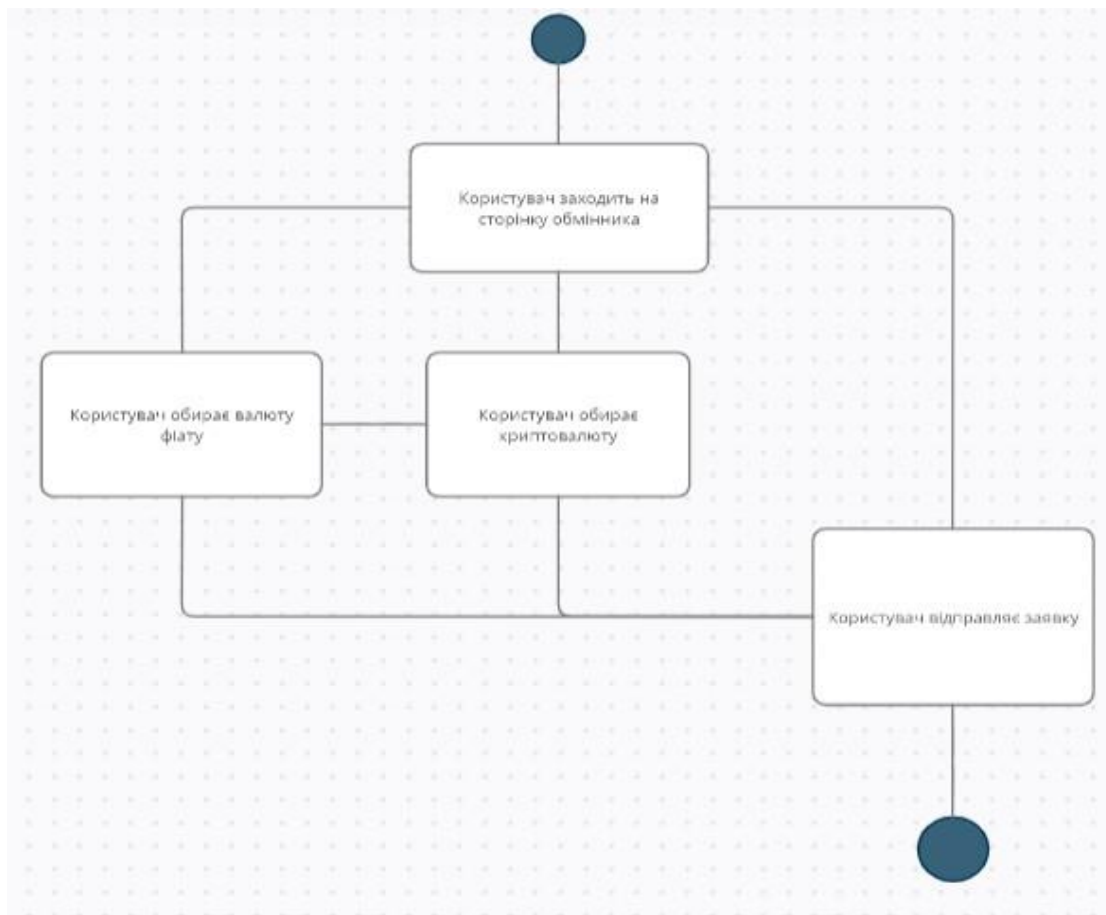 Користувач заходить на
сторінку обмінника
Користувач обирає валюту
фіату
Користувач обирає
криптовалюту
Користувач відправляє заявку